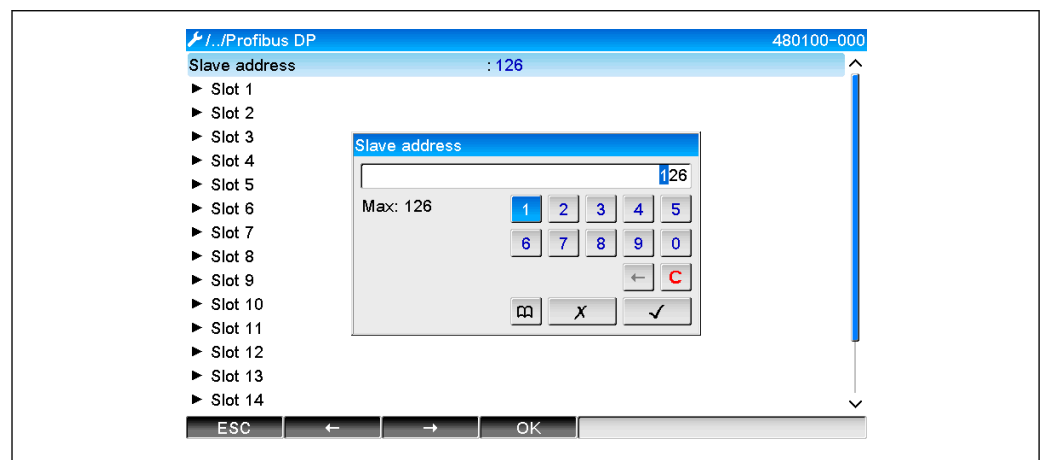 /../Profibus DP 480100-000
Slave address : 126
► Slot 1
► Slot 2
► Slot 3
► Slot 4
► Slot 5
► Slot 6
► Slot 7
► Slot 8
► Slot 9
► Slot 10
► Slot 11
► Slot 12
► Slot 13
► Slot 14
Slave address
126
Max: 126
1 2 3 4 5
6 7 8 9 0
← C
✗ ✓
ESC ← → OK